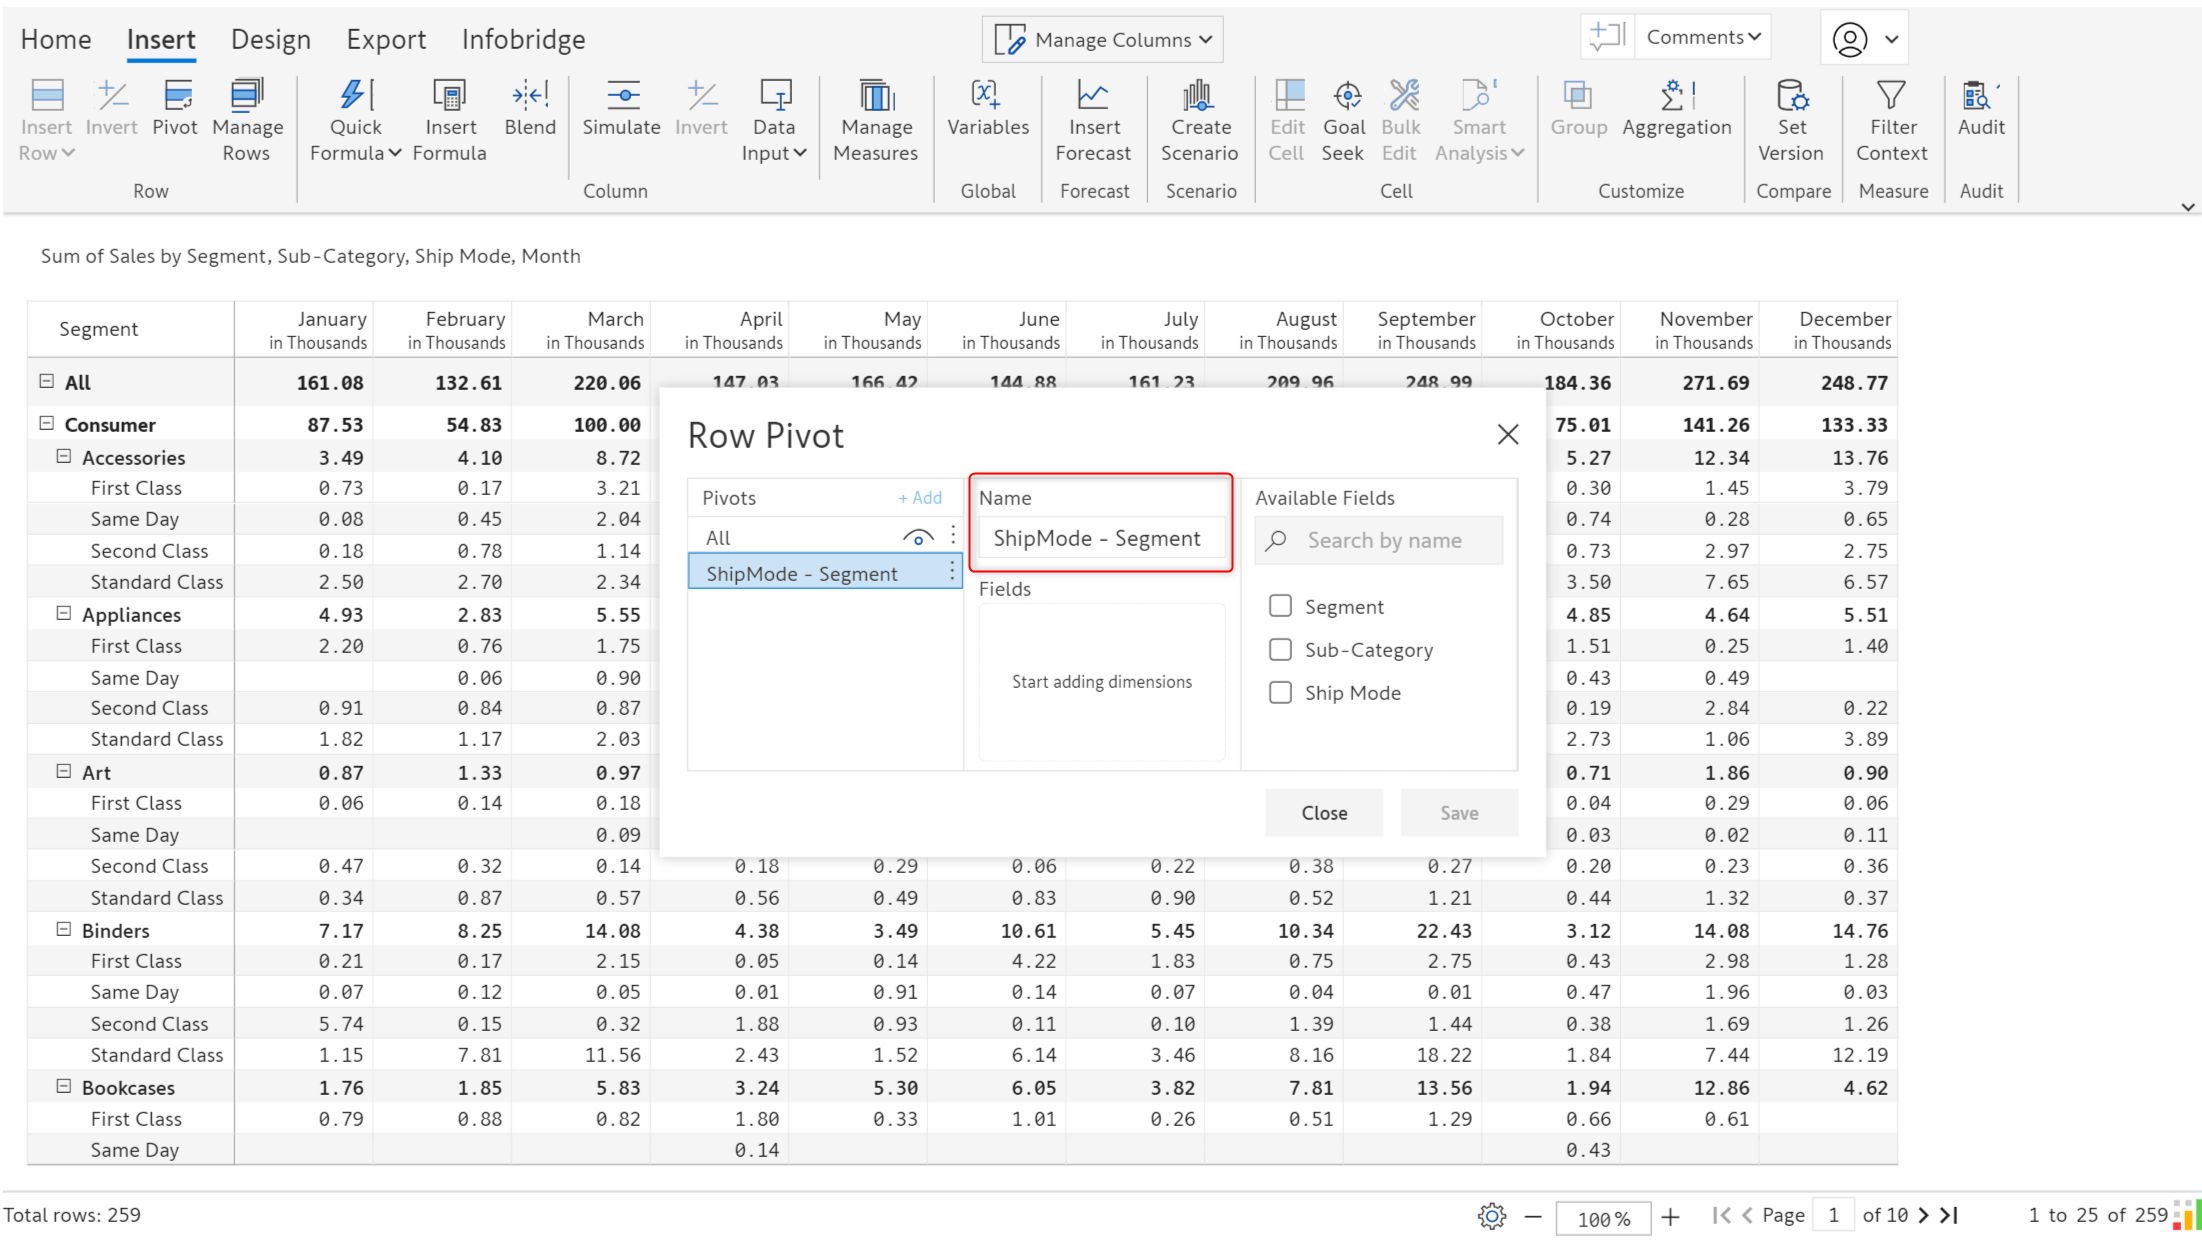 Home Insert Design Export Infobridge Manage Columns Comments
Insert Row Invert Pivot Manage Rows Quick Formula Insert Formula Blend Simulate Invert Data Input Manage Measures Variables Insert Forecast Create Scenario Edit Cell Goal Seek Bulk Edit Smart Analysis Group Aggregation Set Version Filter Context Audit
Row Column Global Forecast Scenario Cell Customize Compare Measure Audit
Sum of Sales by Segment, Sub-Category, Ship Mode, Month
Segment January February March April May June July August September October November December
in Thousands in Thousands in Thousands in Thousands in Thousands in Thousands in Thousands in Thousands in Thousands in Thousands in Thousands in Thousands
All 161.08 132.61 220.06 147.03 166.42 144.88 161.23 209.96 248.99 184.36 271.69 248.77
Consumer 87.53 54.83 100.00 75.01 141.26 133.33
Accessories 3.49 4.10 8.72 5.27 12.34 13.76
First Class 0.73 0.17 3.21 0.30 1.45 3.79
Same Day 0.08 0.45 2.04 0.74 0.28 0.65
Second Class 0.18 0.78 1.14 0.73 2.97 2.75
Standard Class 2.50 2.70 2.34 3.50 7.65 6.57
Appliances 4.93 2.83 5.55 4.85 4.64 5.51
First Class 2.20 0.76 1.75 1.51 0.25 1.40
Same Day 0.06 0.90 0.43 0.49
Second Class 0.91 0.84 0.87 0.19 2.84 0.22
Standard Class 1.82 1.17 2.03 2.73 1.06 3.89
Art 0.87 1.33 0.97 0.71 1.86 0.90
First Class 0.06 0.14 0.18 0.04 0.29 0.06
Same Day 0.09 0.03 0.02 0.11
Second Class 0.47 0.32 0.14 0.18 0.29 0.06 0.22 0.38 0.27 0.20 0.23 0.36
Standard Class 0.34 0.87 0.57 0.56 0.49 0.83 0.90 0.52 1.21 0.44 1.32 0.37
Binders 7.17 8.25 14.08 4.38 3.49 10.61 5.45 10.34 22.43 3.12 14.08 14.76
First Class 0.21 0.17 2.15 0.05 0.14 4.22 1.83 0.75 2.75 0.43 2.98 1.28
Same Day 0.07 0.12 0.05 0.01 0.91 0.14 0.07 0.04 0.01 0.47 1.96 0.03
Second Class 5.74 0.15 0.32 1.88 0.93 0.11 0.10 1.39 1.44 0.38 1.69 1.26
Standard Class 1.15 7.81 11.56 2.43 1.52 6.14 3.46 8.16 18.22 1.84 7.44 12.19
Bookcases 1.76 1.85 5.83 3.24 5.30 6.05 3.82 7.81 13.56 1.94 12.86 4.62
First Class 0.79 0.88 0.82 1.80 0.33 1.01 0.26 0.51 1.29 0.66 0.61
Same Day 0.14 0.43
Row Pivot
Pivots + Add
All
ShipMode - Segment
Name
ShipMode - Segment
Fields
Start adding dimensions
Available Fields
Search by name
Segment
Sub-Category
Ship Mode
Close Save
Total rows: 259 100% Page 1 of 10 1 to 25 of 259